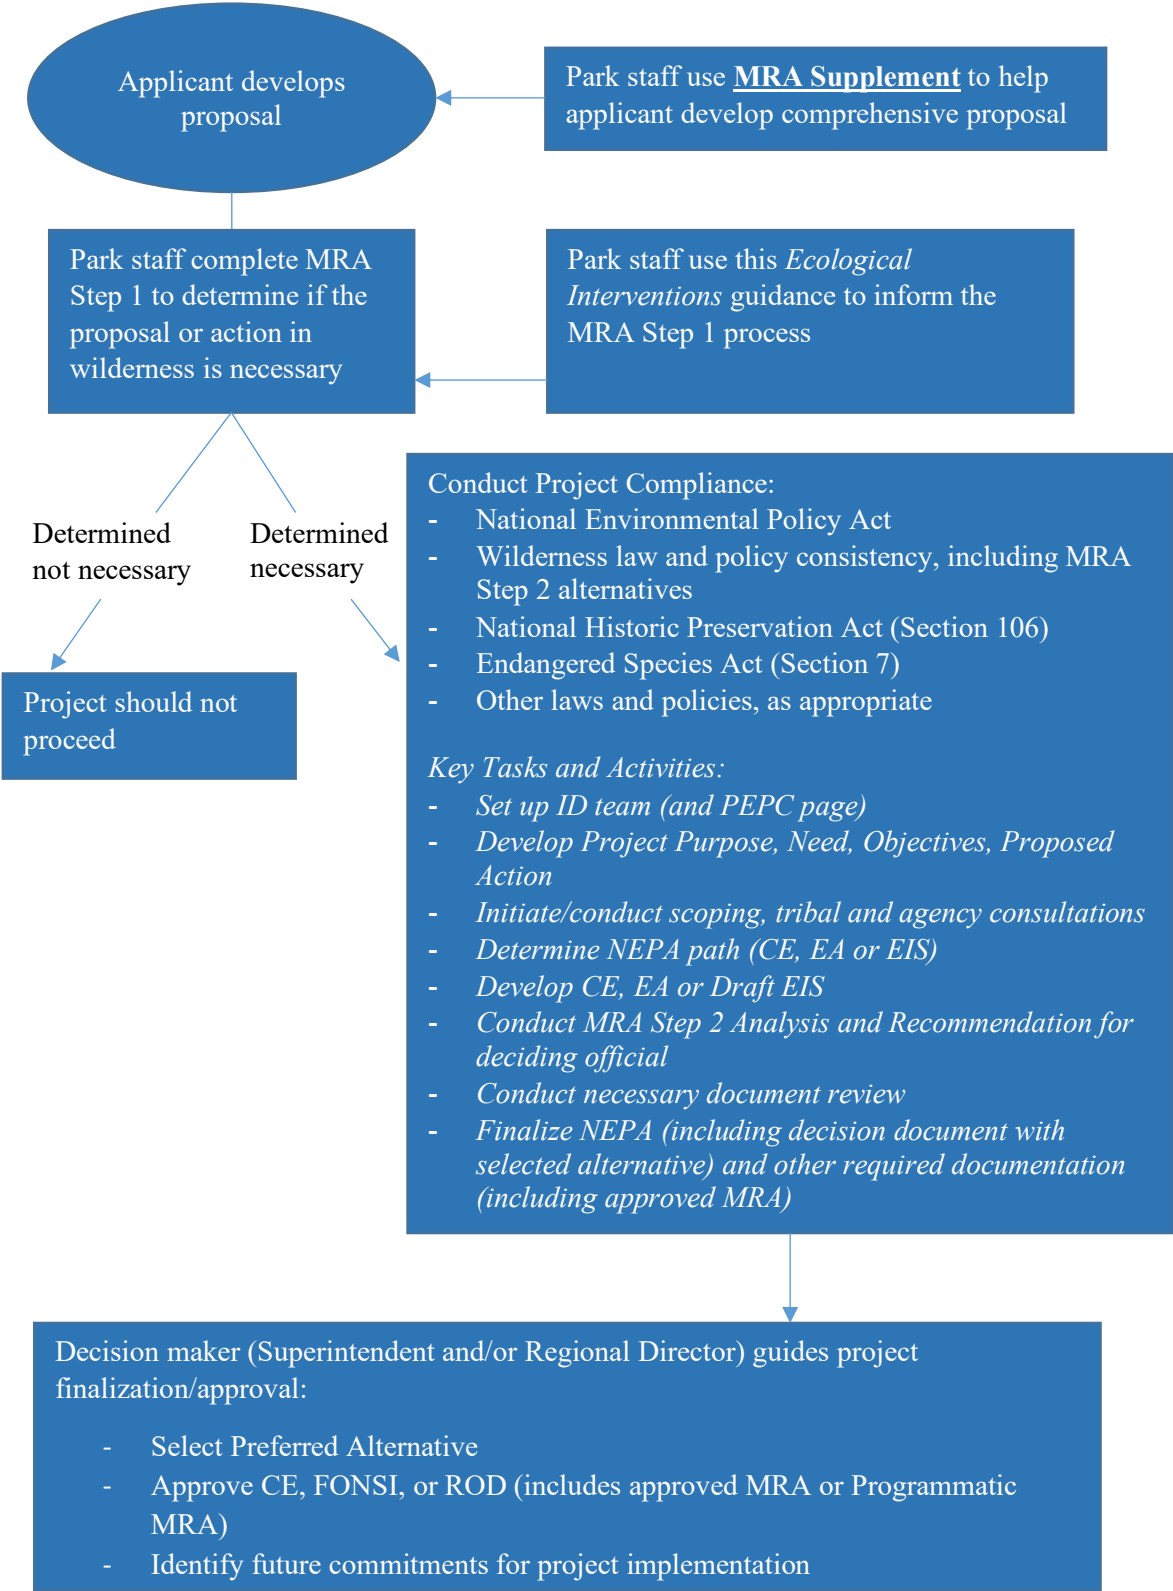 Applicant develops
proposal
Park staff use MRA Supplement to help
applicant develop comprehensive proposal
Park staff complete MRA
Step 1 to determine if the
proposal or action in
wilderness is necessary
Park staff use this Ecological
Interventions guidance to inform the
MRA Step 1 process
Determined
not necessary
Determined
necessary
Project should not
proceed
Conduct Project Compliance:
- National Environmental Policy Act
- Wilderness law and policy consistency, including MRA
Step 2 alternatives
- National Historic Preservation Act (Section 106)
- Endangered Species Act (Section 7)
- Other laws and policies, as appropriate
Key Tasks and Activities:
- Set up ID team (and PEPC page)
- Develop Project Purpose, Need, Objectives, Proposed
Action
- Initiate/conduct scoping, tribal and agency consultations
- Determine NEPA path (CE, EA or EIS)
- Develop CE, EA or Draft EIS
- Conduct MRA Step 2 Analysis and Recommendation for
deciding official
- Conduct necessary document review
- Finalize NEPA (including decision document with
selected alternative) and other required documentation
(including approved MRA)
Decision maker (Superintendent and/or Regional Director) guides project
finalization/approval:
- Select Preferred Alternative
- Approve CE, FONSI, or ROD (includes approved MRA or Programmatic
MRA)
- Identify future commitments for project implementation